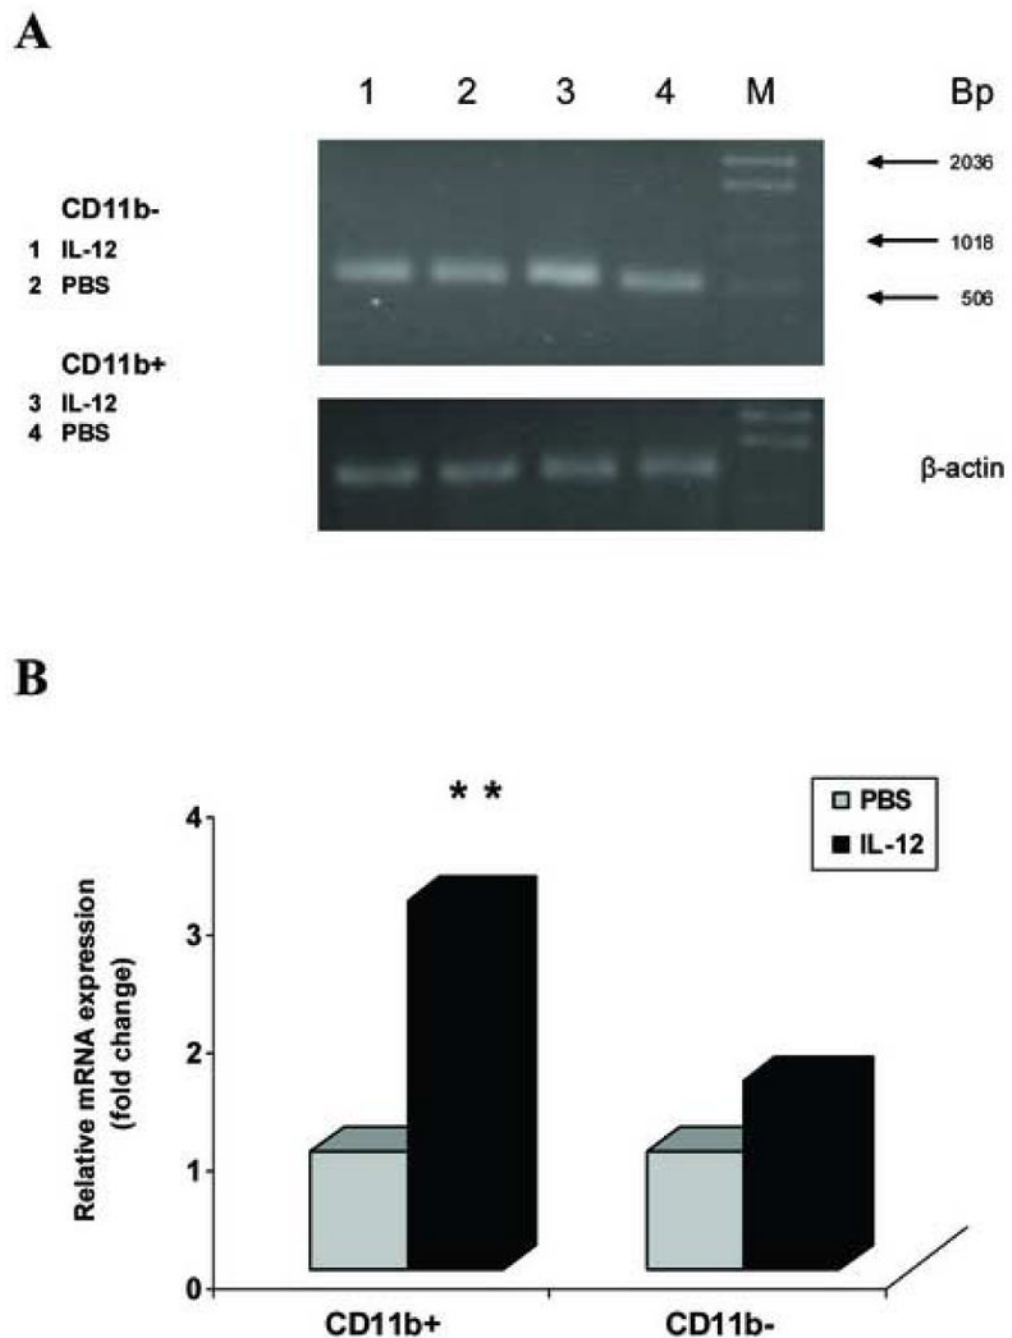 A
1 2 3 4 M Bp
2036
CD11b-
1 IL-12
1018
2 PBS
506
CD11b+
3 IL-12
4 PBS
β-actin
B
* *
PBS
IL-12
4
3
2
1
0
Relative mRNA expression
(fold change)
CD11b+ CD11b-